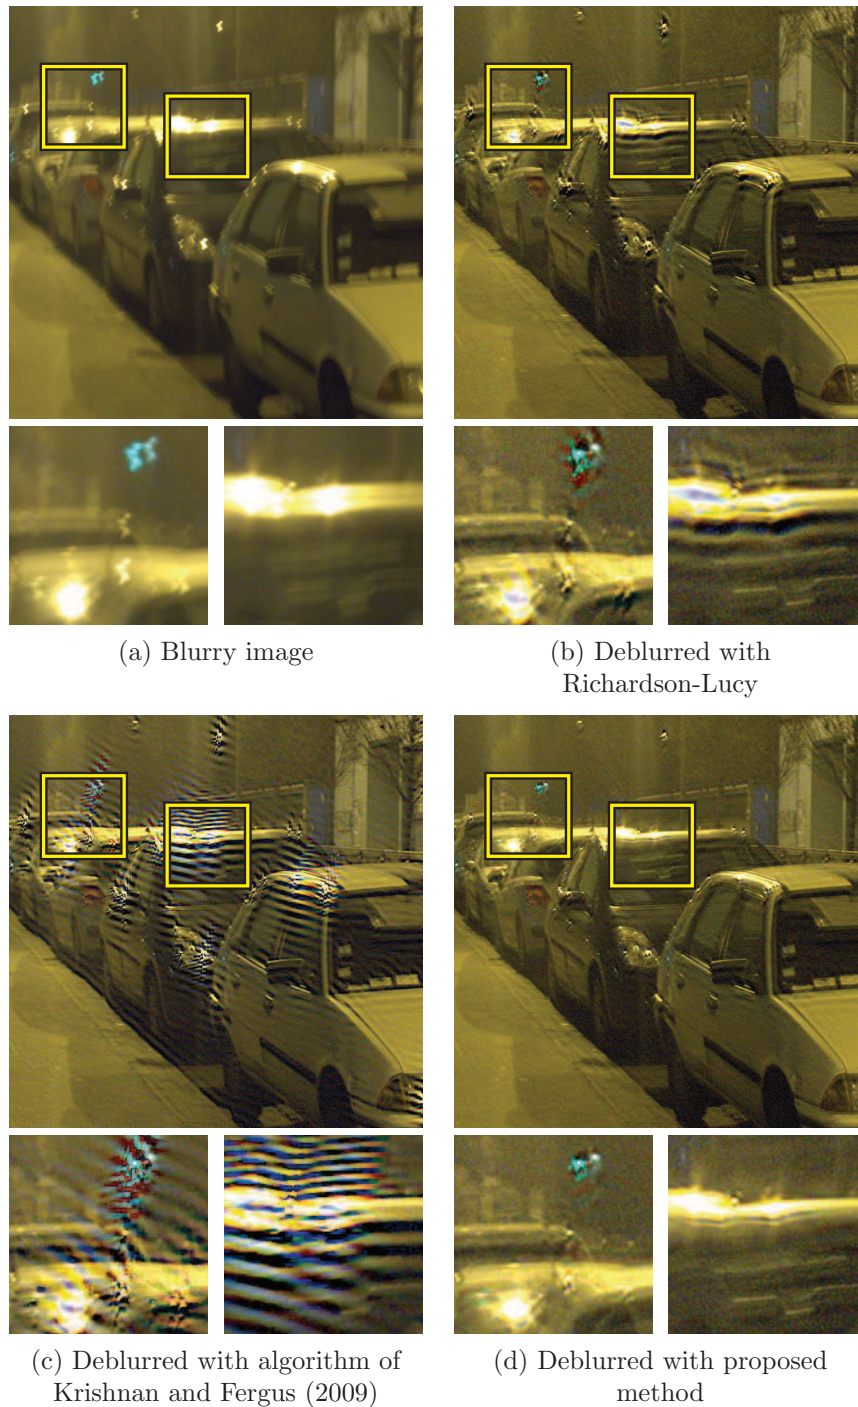 (a) Blurry image
(b) Deblurred with
Richardson-Lucy
(c) Deblurred with algorithm of
Krishnan and Fergus (2009)
(d) Deblurred with proposed
method